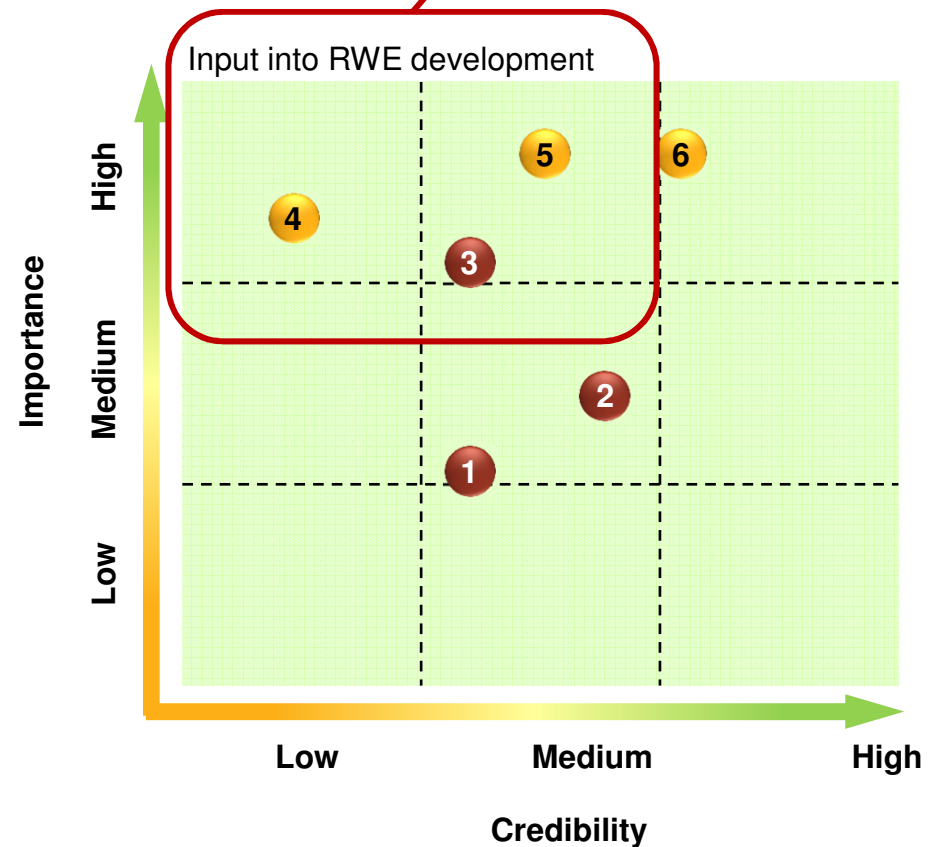 Input into RWE development
High
5
6
4
3
Importance
Medium
2
1
Low
Low
Medium
High
Credibility